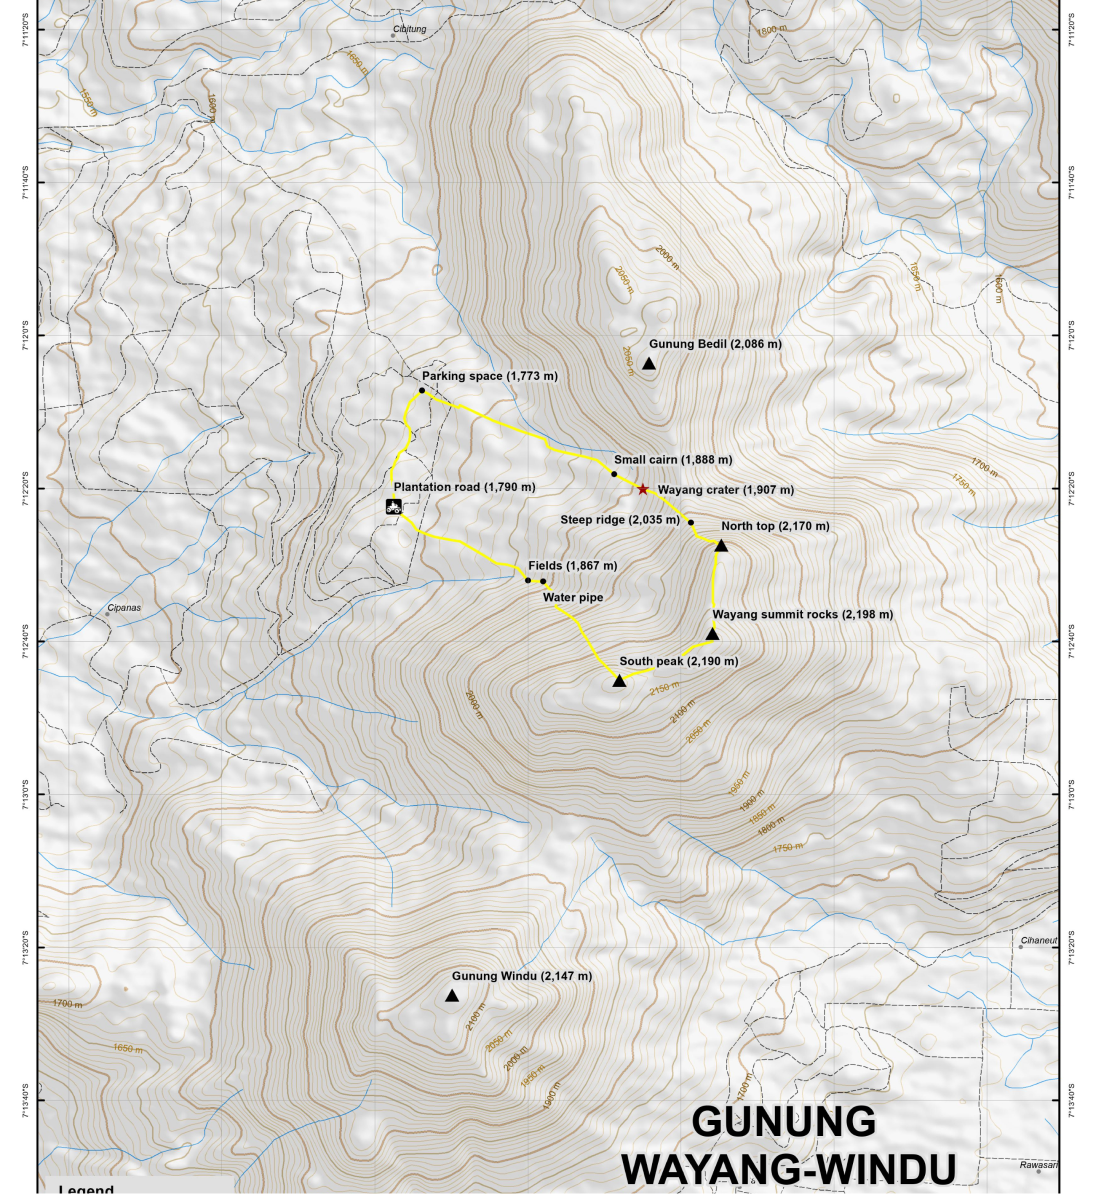 7°11'20"S
7°11'20"S
Cibitung
1800 m
1650 m
1550 m
1600 m
7°11'40"S
7°11'40"S
2000 m
2050 m
1650 m
1600 m
7°12'0"S
7°12'0"S
Gunung Bedil (2,086 m)
2050 m
Parking space (1,773 m)
Small cairn (1,888 m)
1700 m
1750 m
7°12'20"S
7°12'20"S
Plantation road (1,790 m)
Wayang crater (1,907 m)
Steep ridge (2,035 m)
North top (2,170 m)
Fields (1,867 m)
Water pipe
Cipanas
Wayang summit rocks (2,198 m)
7°12'40"S
7°12'40"S
South peak (2,190 m)
2150 m
2000 m
2100 m
2050 m
1950 m
1900 m
1850 m
1800 m
1750 m
7°13'0"S
7°13'0"S
Cihaneut
7°13'20"S
7°13'20"S
Gunung Windu (2,147 m)
1700 m
2100 m
1650 m
2050 m
2000 m
1950 m
1900 m
1700 m
7°13'40"S
7°13'40"S
GUNUNG
WAYANG-WINDU
Rawasari
Legend